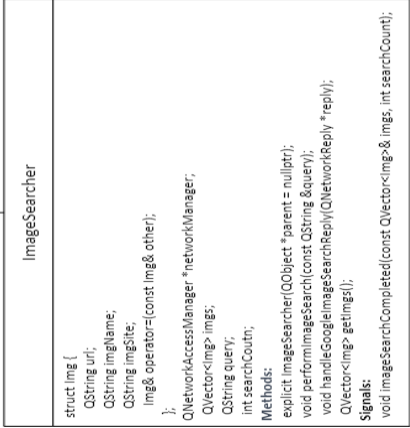 ImageSearcher
struct Img {
QString url;
QString imgName;
QString imgSite;
Img& operator=(const Img& other);
};
QNetworkAccessManager *networkManager;
QVector<Img> imgs;
QString query;
int searchCoutn;
Methods:
explicit ImageSearcher(QObject *parent = nullptr);
void performImageSearch(const QString &query);
void handleGoogleImageSearchReply(QNetworkReply *reply);
QVector<Img> getImgs();
Signals:
void imageSearchCompleted(const QVector<Img>& imgs, int searchCount);